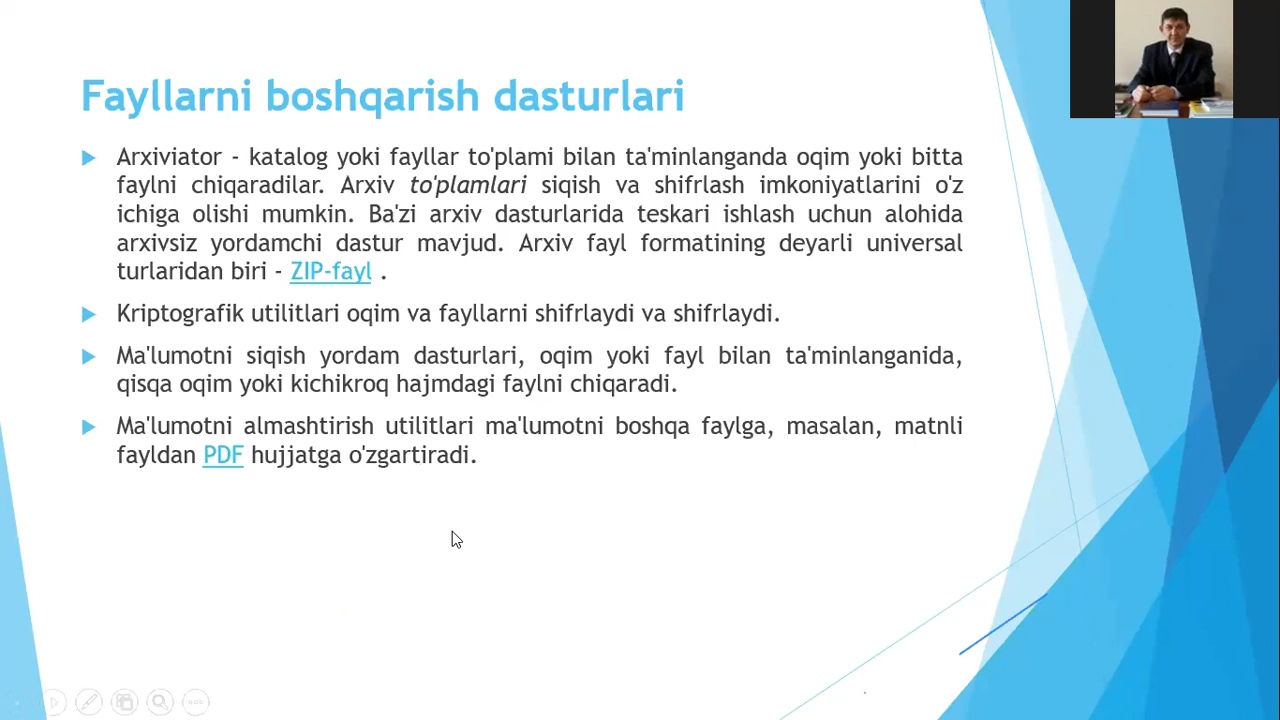 Fayllarni boshqarish dasturlari
Arxiviator - katalog yoki fayllar to'plami bilan ta'minlanganda oqim yoki bitta
faylni chiqaradilar. Arxiv to'plamlari siqish va shifrlash imkoniyatlarini o'z
ichiga olishi mumkin. Ba'zi arxiv dasturlarida teskari ishlash uchun alohida
arxivsiz yordamchi dastur mavjud. Arxiv fayl formatining deyarli universal
turlaridan biri - ZIP-fayl .
Kriptografik utilitlari oqim va fayllarni shifrlaydi va shifrlaydi.
Ma'lumotni siqish yordam dasturlari, oqim yoki fayl bilan ta'minlanganida,
qisqa oqim yoki kichikroq hajmdagi faylni chiqaradi.
Ma'lumotni almashtirish utilitlari ma'lumotni boshqa faylga, masalan, matnli
fayldan PDF hujjatga o'zgartiradi.